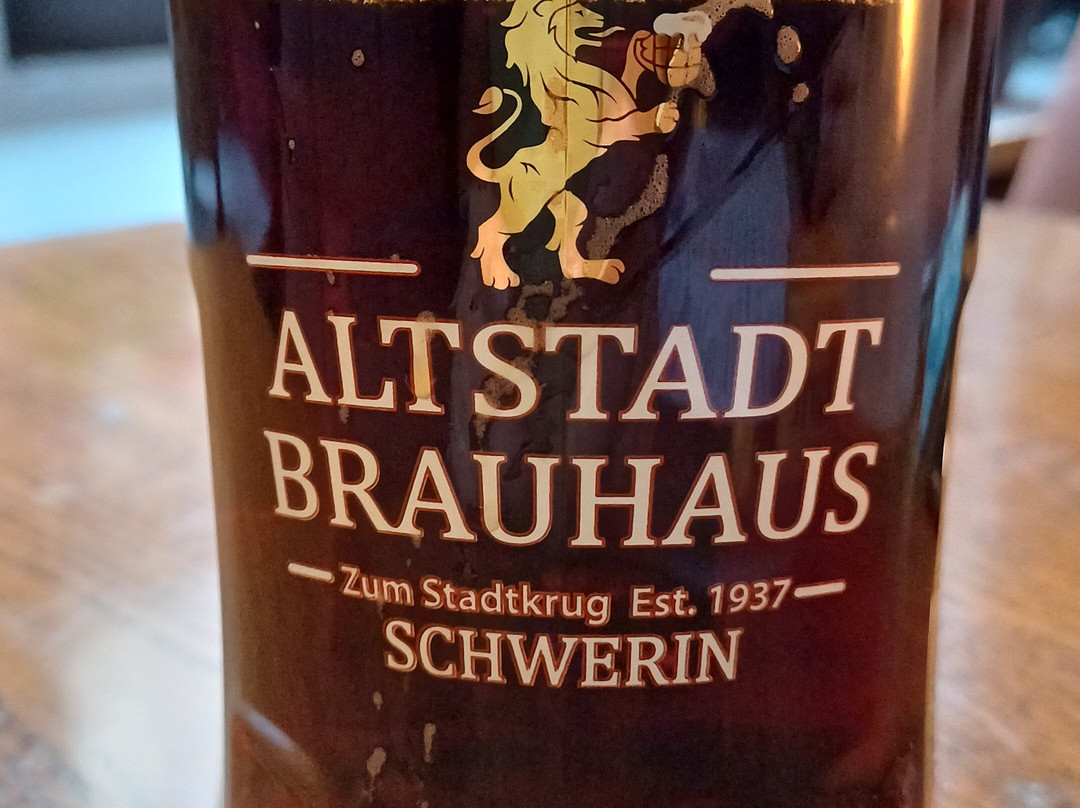 ALTSTADT
BRAUHAUS
Zum Stadtkrug Est. 1937
SCHWERIN